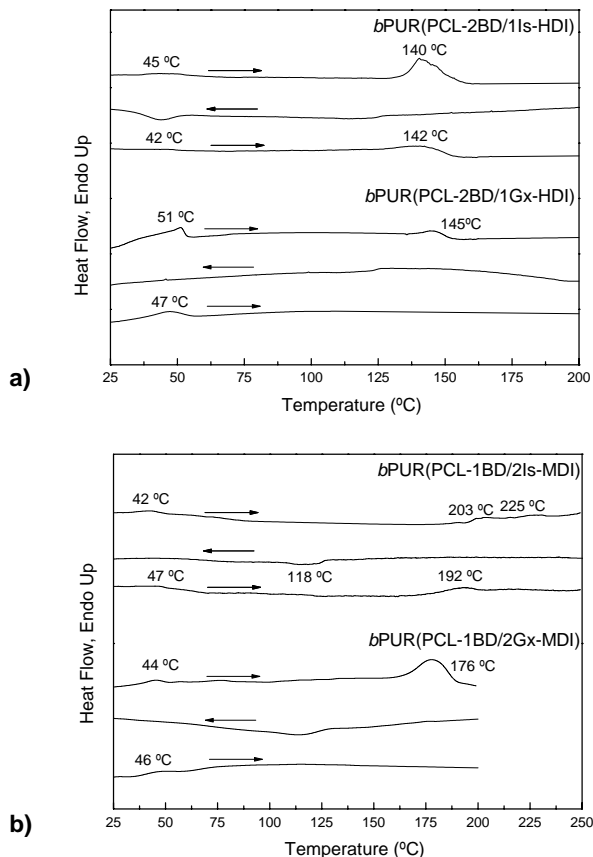 bPUR(PCL-2BD/1Is-HDI)
140 ºC
45 ºC
42 ºC
142 ºC
bPUR(PCL-2BD/1Gx-HDI)
51 ºC
145ºC
47 ºC
Heat Flow, Endo Up
25 50 75 100 125 150 175 200
Temperature (ºC)
a)
bPUR(PCL-1BD/2Is-MDI)
42 ºC
203 ºC
225 ºC
47 ºC
118 ºC
192 ºC
bPUR(PCL-1BD/2Gx-MDI)
44 ºC
176 ºC
46 ºC
Heat Flow, Endo Up
25 50 75 100 125 150 175 200 225 250
Temperature (ºC)
b)